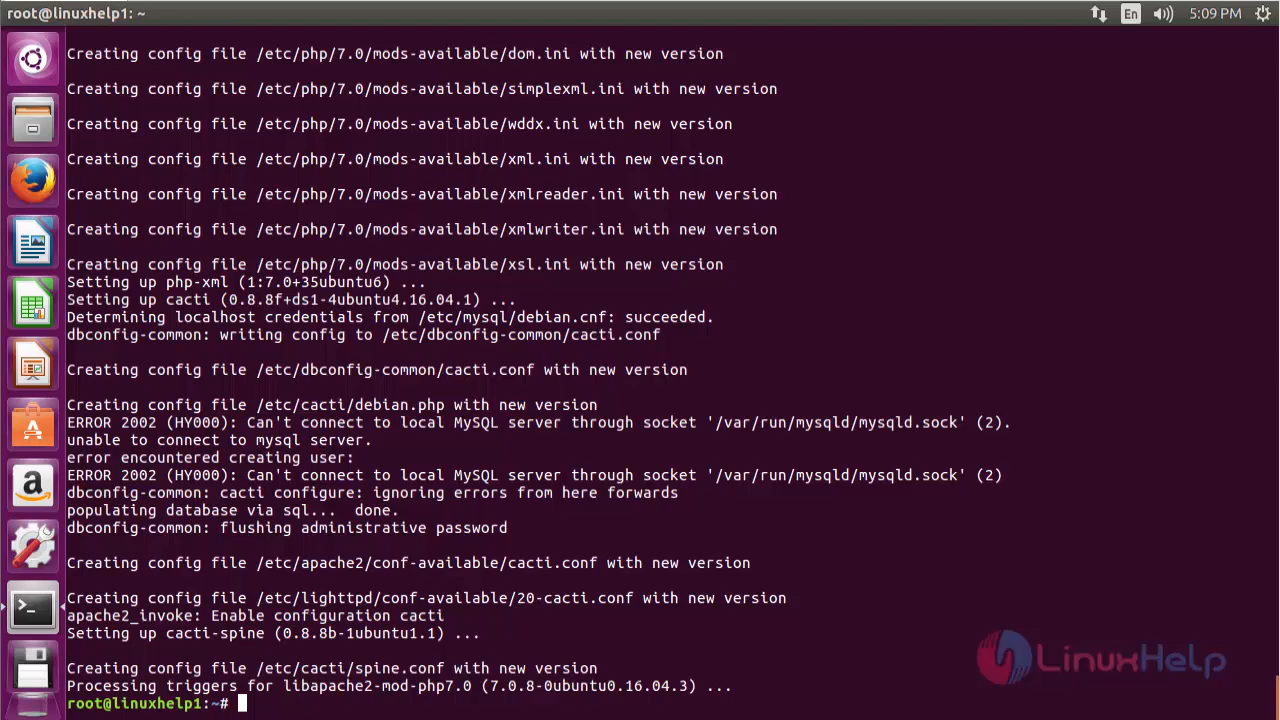 root@linuxhelp1: ~
En
5:09 PM
Creating config file /etc/php/7.0/mods-available/dom.ini with new version
Creating config file /etc/php/7.0/mods-available/simplexml.ini with new version
Creating config file /etc/php/7.0/mods-available/wddx.ini with new version
Creating config file /etc/php/7.0/mods-available/xml.ini with new version
Creating config file /etc/php/7.0/mods-available/xmlreader.ini with new version
Creating config file /etc/php/7.0/mods-available/xmlwriter.ini with new version
Creating config file /etc/php/7.0/mods-available/xsl.ini with new version
Setting up php-xml (1:7.0+35ubuntu6) ...
Setting up cacti (0.8.8f+ds1-4ubuntu4.16.04.1) ...
Determining localhost credentials from /etc/mysql/debian.cnf: succeeded.
dbconfig-common: writing config to /etc/dbconfig-common/cacti.conf
Creating config file /etc/dbconfig-common/cacti.conf with new version
Creating config file /etc/cacti/debian.php with new version
ERROR 2002 (HY000): Can't connect to local MySQL server through socket '/var/run/mysqld/mysqld.sock' (2).
unable to connect to mysql server.
error encountered creating user:
ERROR 2002 (HY000): Can't connect to local MySQL server through socket '/var/run/mysqld/mysqld.sock' (2)
dbconfig-common: cacti configure: ignoring errors from here forwards
populating database via sql...  done.
dbconfig-common: flushing administrative password
Creating config file /etc/apache2/conf-available/cacti.conf with new version
Creating config file /etc/lighttpd/conf-available/20-cacti.conf with new version
apache2_invoke: Enable configuration cacti
Setting up cacti-spine (0.8.8b-1ubuntu1.1) ...
Creating config file /etc/cacti/spine.conf with new version
Processing triggers for libapache2-mod-php7.0 (7.0.8-0ubuntu0.16.04.3) ...
root@linuxhelp1:~#
LinuxHelp